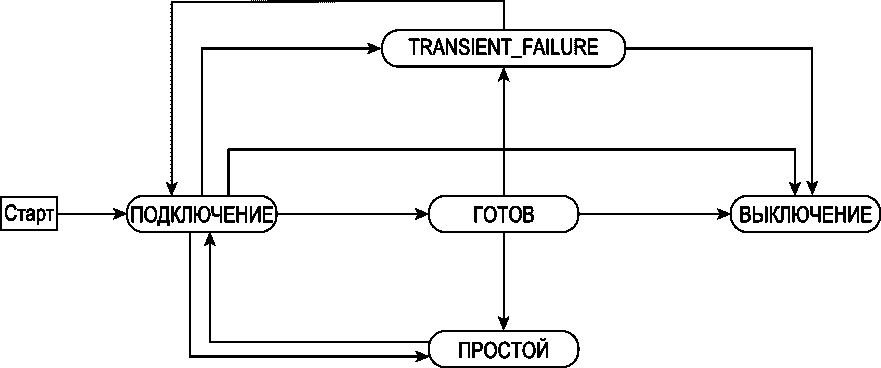 TRANSIENT_FAILURE
Старт
ПОДКЛЮЧЕНИЕ
ГОТОВ
ВЫКЛЮЧЕНИЕ
ПРОСТОЙ